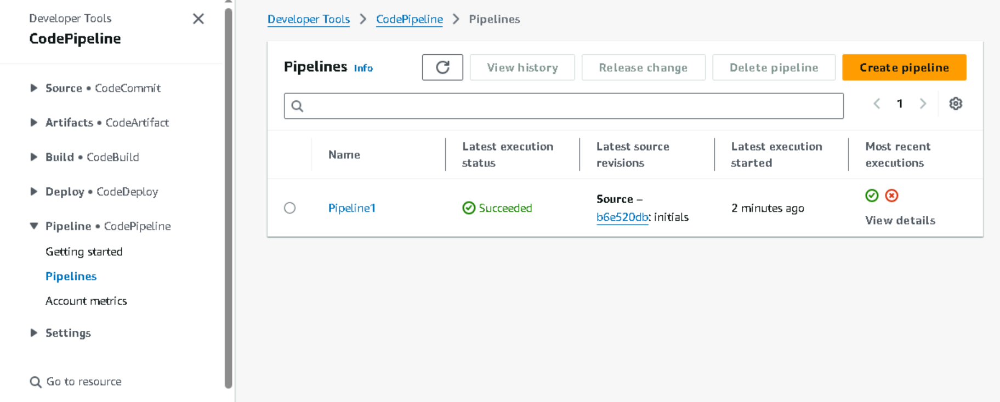 Developer Tools
CodePipeline
Source • CodeCommit
Artifacts • CodeArtifact
Build • CodeBuild
Deploy • CodeDeploy
Pipeline • CodePipeline
Getting started
Pipelines
Account metrics
Settings
Go to resource
Developer Tools > CodePipeline > Pipelines
Pipelines Info
View history
Release change
Delete pipeline
Create pipeline
1
Name
Latest execution
status
Latest source
revisions
Latest execution
started
Most recent
executions
Pipeline1
Succeeded
Source –
b6e520db: initials
2 minutes ago
View details